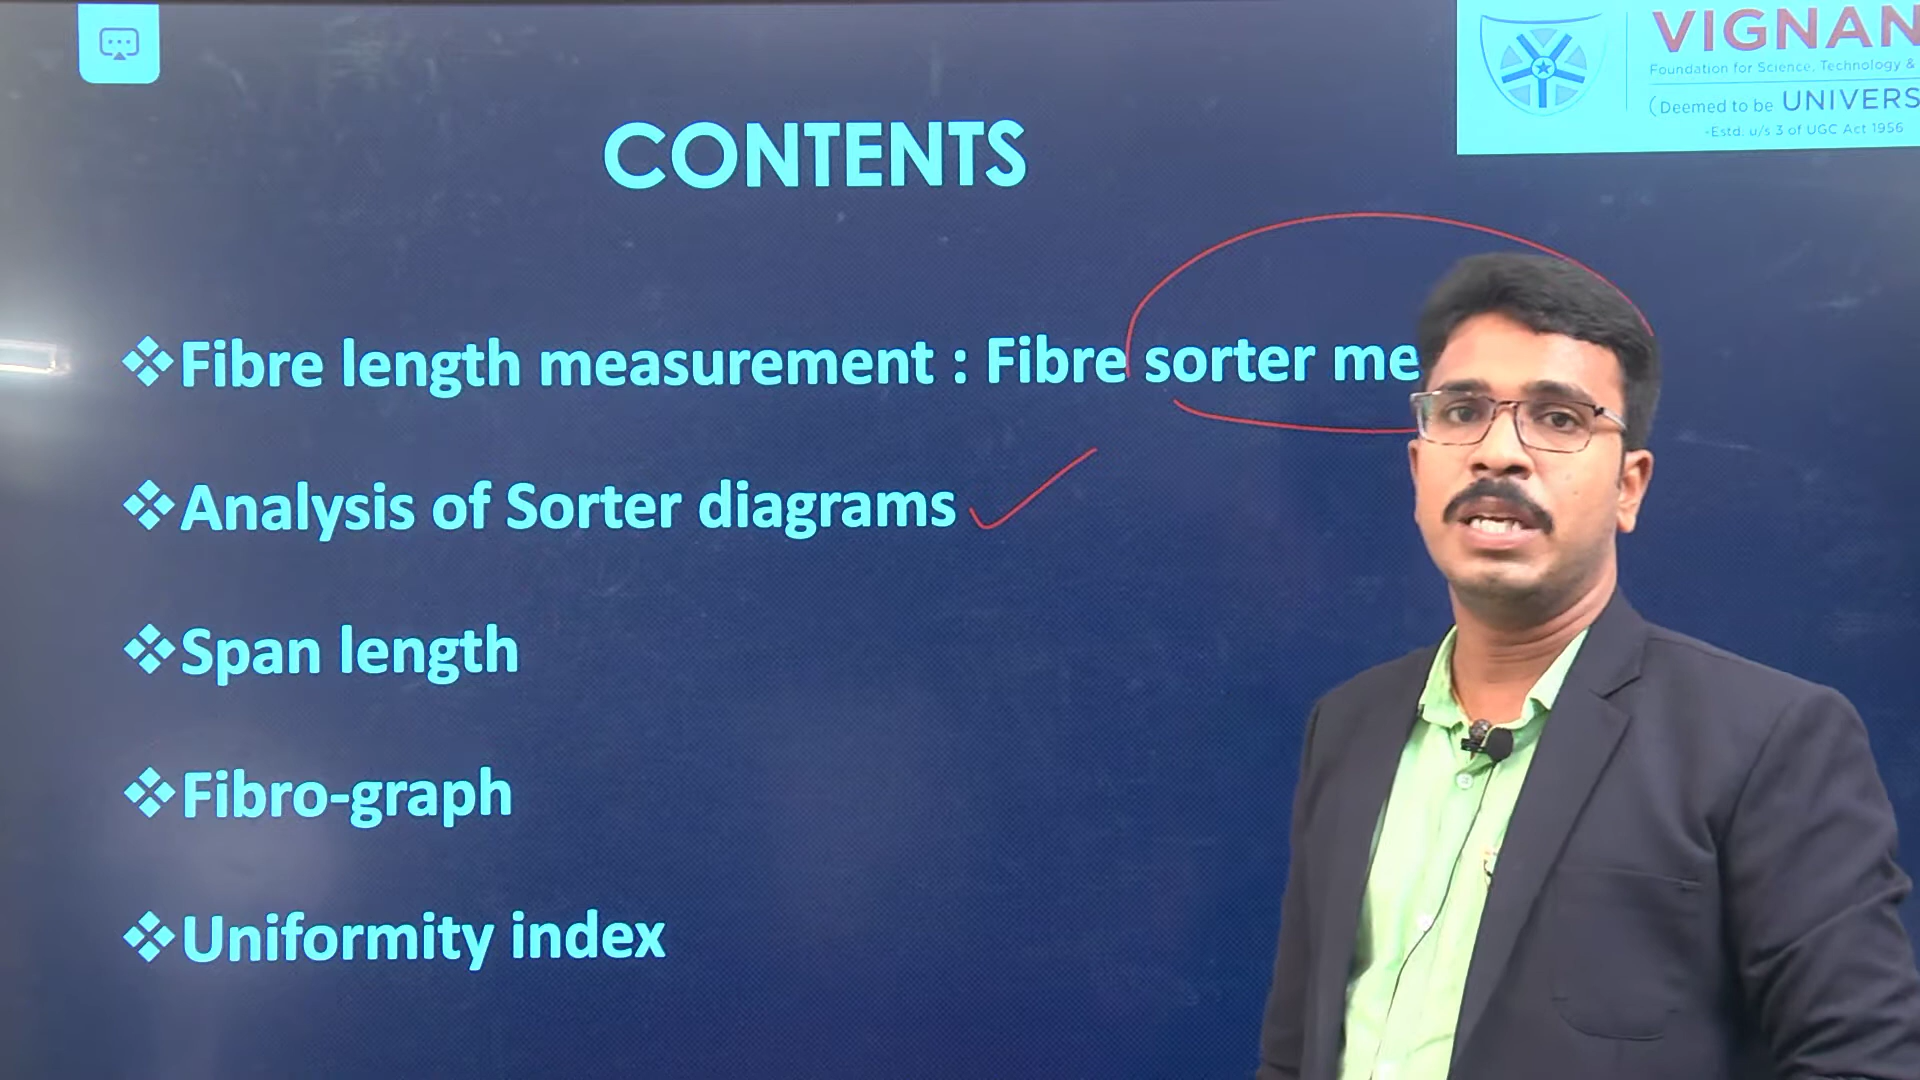 VIGNAN
Foundation for Science, Technology &
(Deemed to be UNIVERS
-Estd. u/s 3 of UGC Act 1956
CONTENTS
❖Fibre length measurement : Fibre sorter me
❖Analysis of Sorter diagrams
❖Span length
❖Fibro-graph
❖Uniformity index